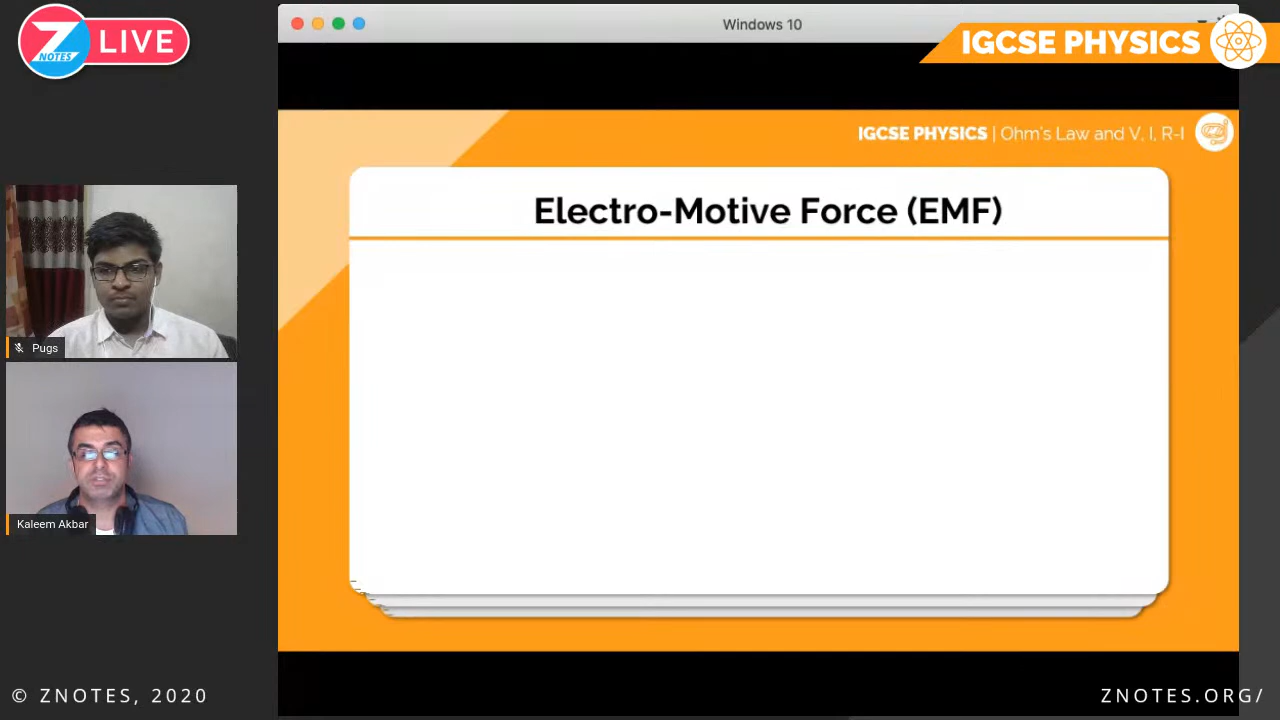 Z NOTES LIVE
Windows 10
IGCSE PHYSICS
IGCSE PHYSICS | Ohm's Law and V, I, R-I
Electro-Motive Force (EMF)
Pugs
Kaleem Akbar
© ZNOTES, 2020
ZNOTES.ORG/